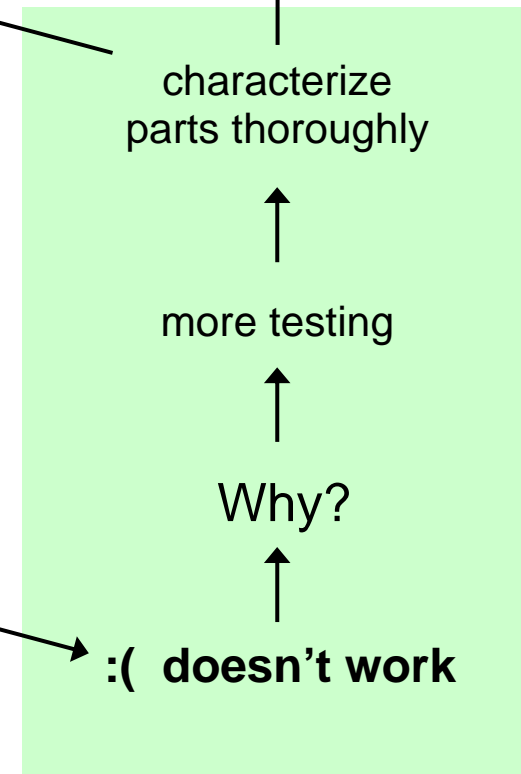 characterize
parts thoroughly
more testing
Why?
:( doesn’t work